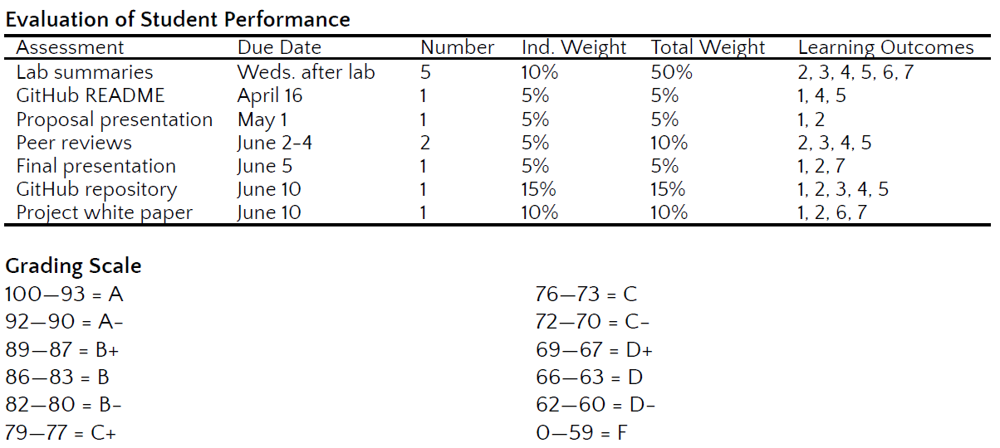 Evaluation of Student Performance
Assessment Due Date Number Ind. Weight Total Weight Learning Outcomes
Lab summaries Weds. after lab 5 10% 50% 2, 3, 4, 5, 6, 7
GitHub README April 16 1 5% 5% 1, 4, 5
Proposal presentation May 1 1 5% 5% 1, 2
Peer reviews June 2-4 2 5% 10% 2, 3, 4, 5
Final presentation June 5 1 5% 5% 1, 2, 7
GitHub repository June 10 1 15% 15% 1, 2, 3, 4, 5
Project white paper June 10 1 10% 10% 1, 2, 6, 7
Grading Scale
100—93 = A
92—90 = A-
89—87 = B+
86—83 = B
82—80 = B-
79—77 = C+
76—73 = C
72—70 = C-
69—67 = D+
66—63 = D
62—60 = D-
0—59 = F